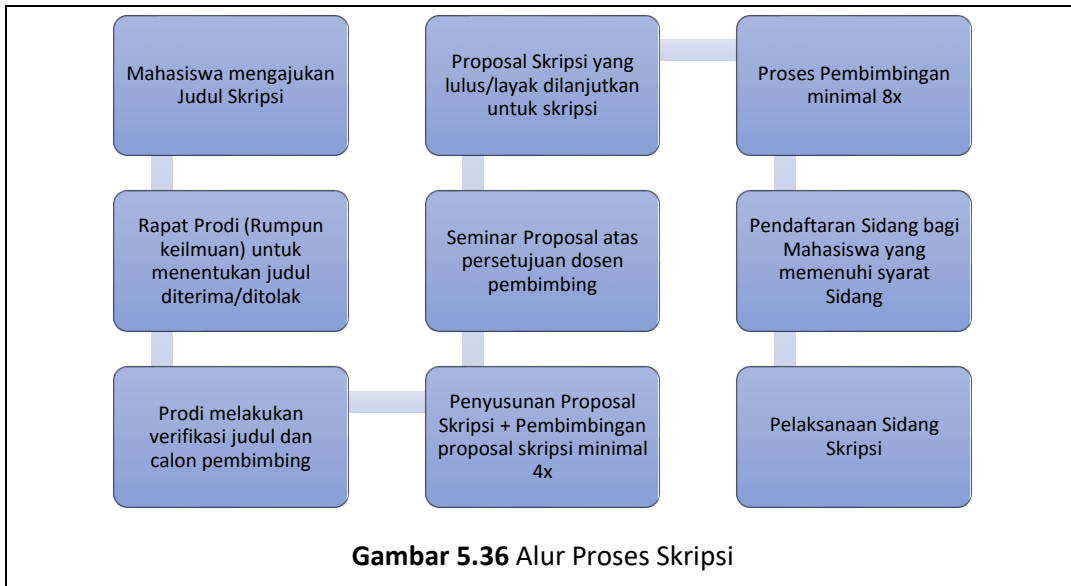 Mahasiswa mengajukan
Judul Skripsi
Rapat Prodi (Rumpun
keilmuan) untuk
menentukan judul
diterima/ditolak
Prodi melakukan
verifikasi judul dan
calon pembimbing
Penyusunan Proposal
Skripsi + Pembimbingan
proposal skripsi minimal
4x
Seminar Proposal atas
persetujuan dosen
pembimbing
Proposal Skripsi yang
lulus/layak dilanjutkan
untuk skripsi
Proses Pembimbingan
minimal 8x
Pendaftaran Sidang bagi
Mahasiswa yang
memenuhi syarat
Sidang
Pelaksanaan Sidang
Skripsi
Gambar 5.36 Alur Proses Skripsi